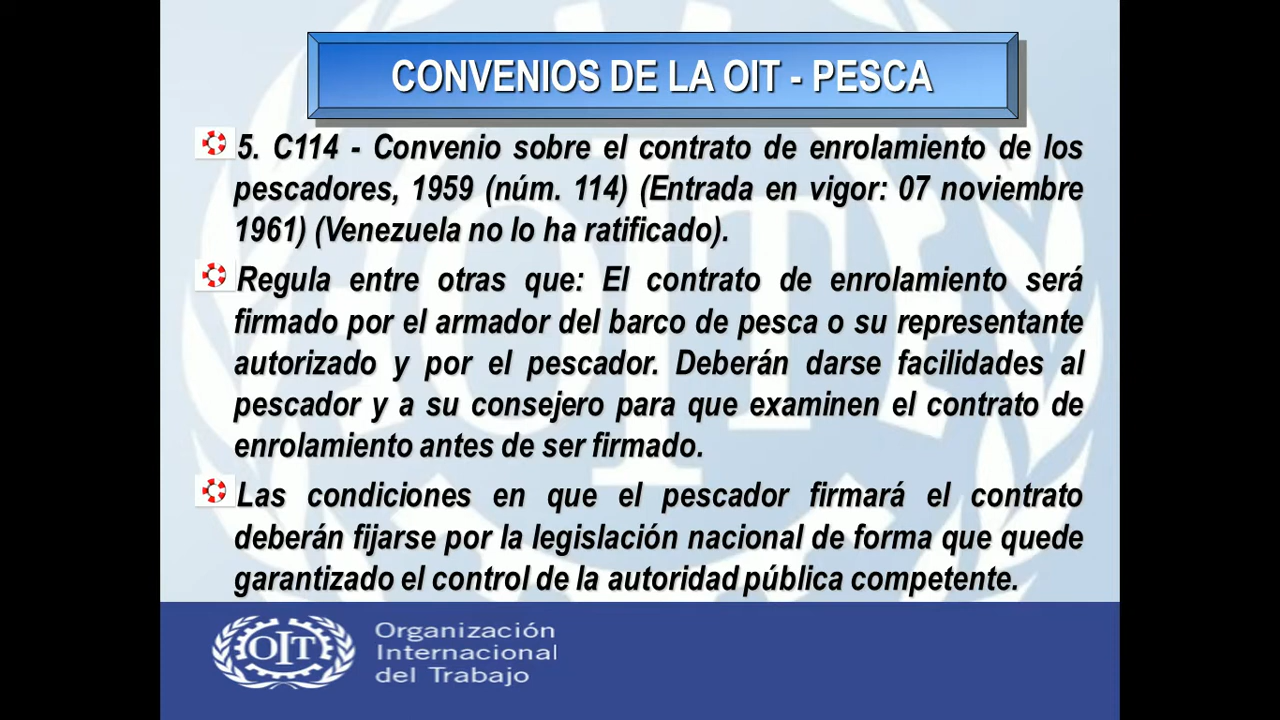 CONVENIOS DE LA OIT - PESCA
5. C114 - Convenio sobre el contrato de enrolamiento de los
pescadores, 1959 (núm. 114) (Entrada en vigor: 07 noviembre
1961) (Venezuela no lo ha ratificado).
Regula entre otras que: El contrato de enrolamiento será
firmado por el armador del barco de pesca o su representante
autorizado y por el pescador. Deberán darse facilidades al
pescador y a su consejero para que examinen el contrato de
enrolamiento antes de ser firmado.
Las condiciones en que el pescador firmará el contrato
deberán fijarse por la legislación nacional de forma que quede
garantizado el control de la autoridad pública competente.
OIT
Organización
Internacional
del Trabajo